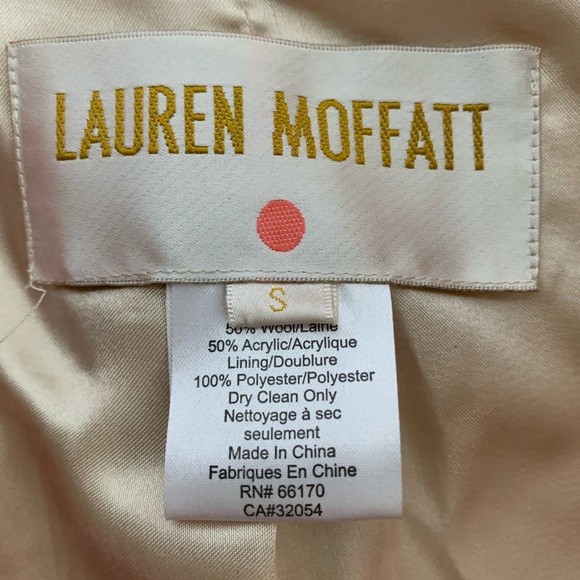 LAUREN MOFFATT
S
50% Wool/Laine
50% Acrylic/Acrylique
Lining/Doublure
100% Polyester/Polyester
Dry Clean Only
Nettoyage à sec
seulement
Made In China
Fabriques En Chine
RN# 66170
CA#32054